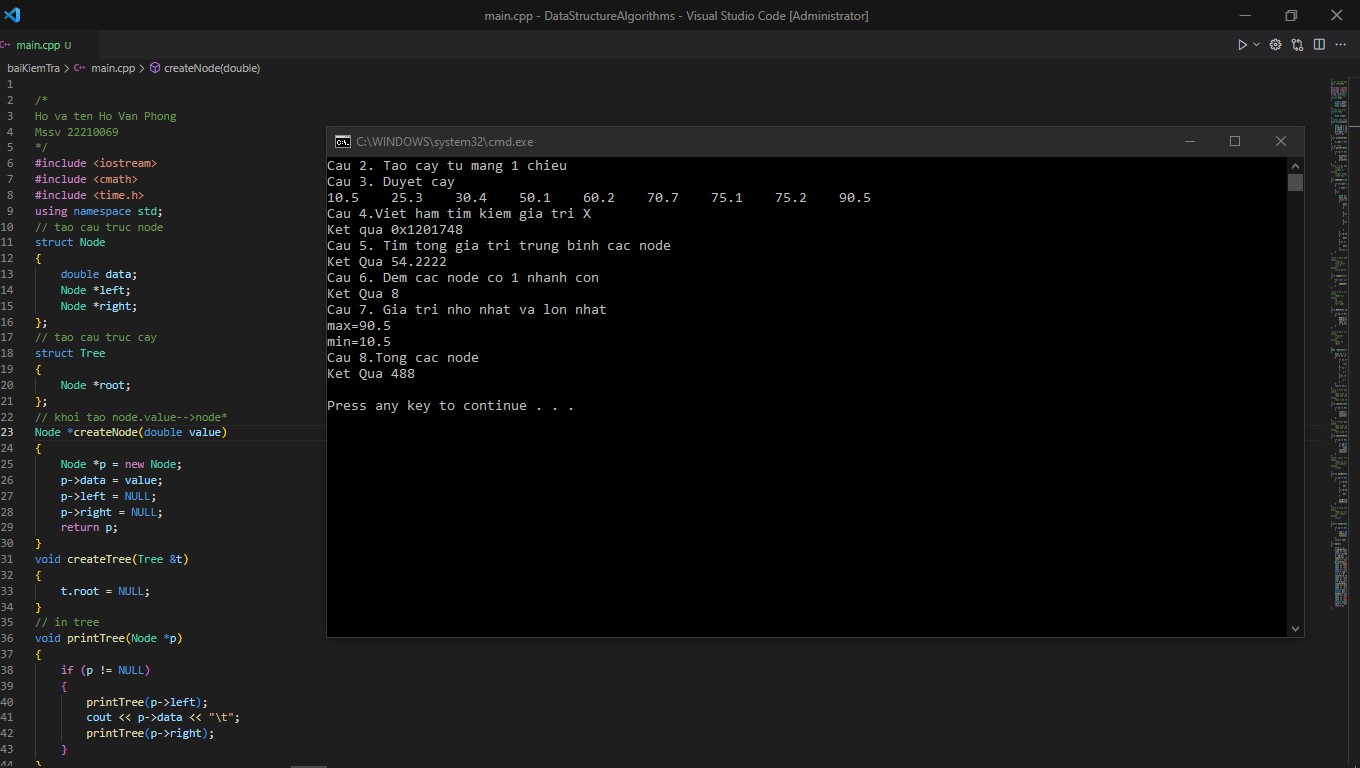 main.cpp - DataStructureAlgorithms - Visual Studio Code [Administrator]
main.cpp U
baiKiemTra > main.cpp > createNode(double)
1
2 /*
3 Ho va ten Ho Van Phong
4 Mssv 22210069
5 */
6 #include <iostream>
7 #include <cmath>
8 #include <time.h>
9 using namespace std;
10 // tao cau truc node
11 struct Node
12 {
13 double data;
14 Node *left;
15 Node *right;
16 };
17 // tao cau truc cay
18 struct Tree
19 {
20 Node *root;
21 };
22 // khoi tao node.value-->node*
23 Node *createNode(double value)
24 {
25 Node *p = new Node;
26 p->data = value;
27 p->left = NULL;
28 p->right = NULL;
29 return p;
30 }
31 void createTree(Tree &t)
32 {
33 t.root = NULL;
34 }
35 // in tree
36 void printTree(Node *p)
37 {
38 if (p != NULL)
39 {
40 printTree(p->left);
41 cout << p->data << "\t";
42 printTree(p->right);
43 }
44 }
C:\WINDOWS\system32\cmd.exe
Cau 2. Tao cay tu mang 1 chieu
Cau 3. Duyet cay
10.5 25.3 30.4 50.1 60.2 70.7 75.1 75.2 90.5
Cau 4.Viet ham tim kiem gia tri X
Ket qua 0x1201748
Cau 5. Tim tong gia tri trung binh cac node
Ket Qua 54.2222
Cau 6. Dem cac node co 1 nhanh con
Ket Qua 8
Cau 7. Gia tri nho nhat va lon nhat
max=90.5
min=10.5
Cau 8.Tong cac node
Ket Qua 488
Press any key to continue . . .